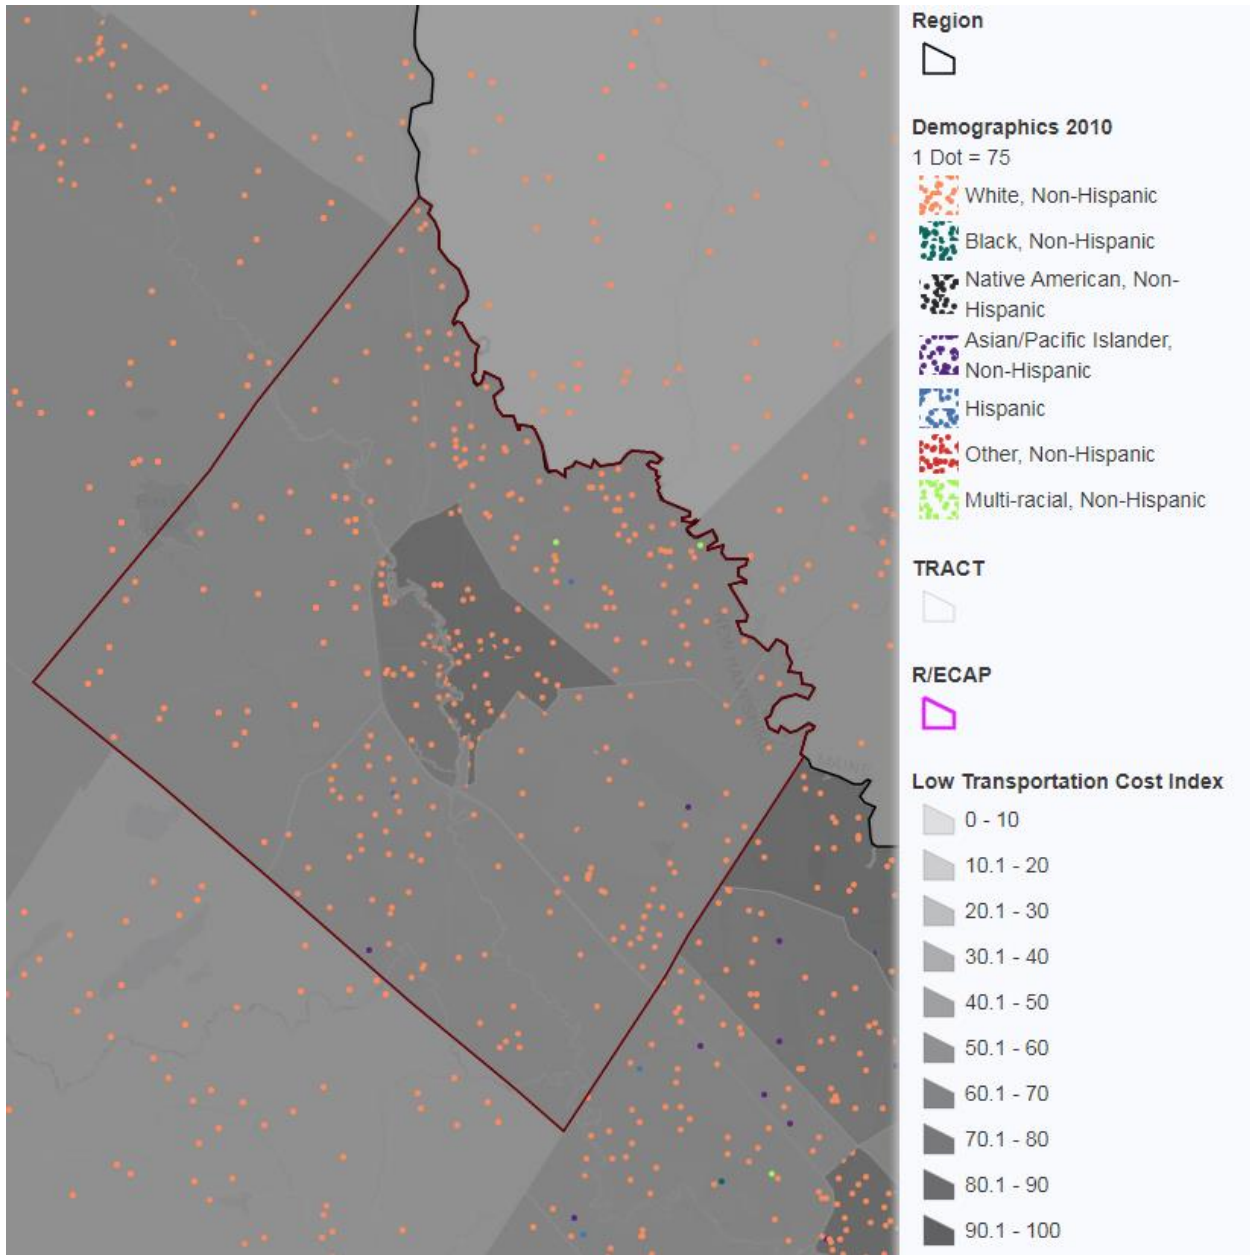 Region
Demographics 2010
1 Dot = 75
White, Non-Hispanic
Black, Non-Hispanic
Native American, Non-
Hispanic
Asian/Pacific Islander,
Non-Hispanic
Hispanic
Other, Non-Hispanic
Multi-racial, Non-Hispanic
TRACT
R/ECAP
Low Transportation Cost Index
0 - 10
10.1 - 20
20.1 - 30
30.1 - 40
40.1 - 50
50.1 - 60
60.1 - 70
70.1 - 80
80.1 - 90
90.1 - 100
NEW HAMPSHIRE
MAINE